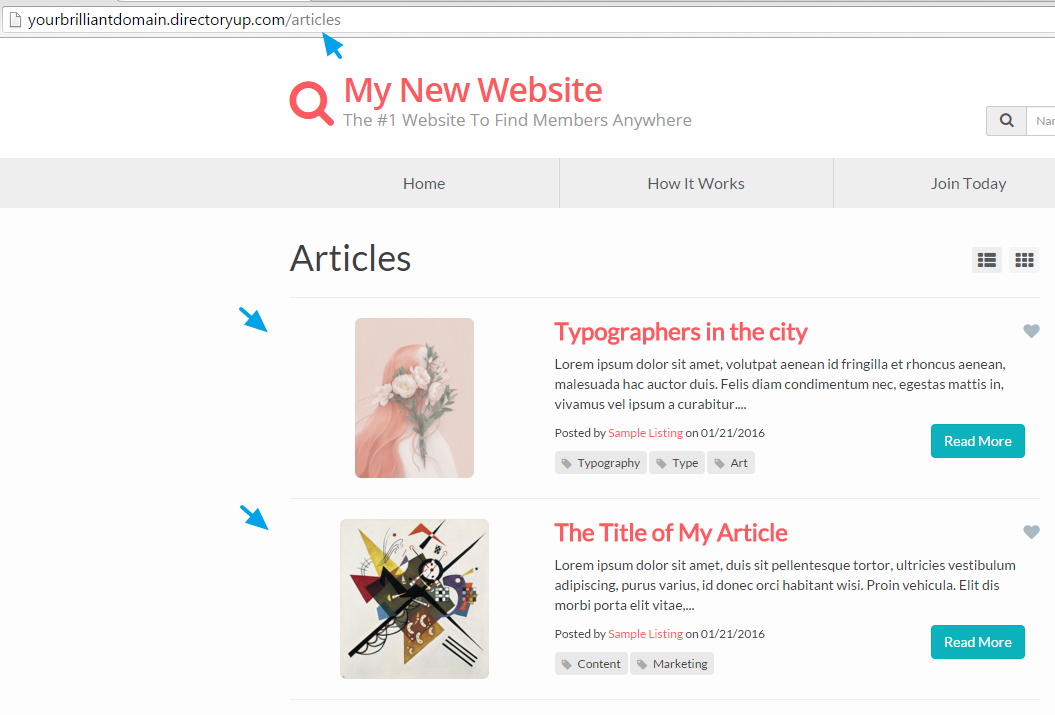 yourbrilliantdomain.directoryup.com/articles
My New Website
The #1 Website To Find Members Anywhere
Home
How It Works
Join Today
Articles
Typographers in the city
Lorem ipsum dolor sit amet, volutpat aenean id fringilla et rhoncus aenean,
malesuada hac auctor duis. Felis diam condimentum nec, egestas mattis in,
vivamus vel ipsum a curabitur....
Posted by Sample Listing on 01/21/2016
Read More
Typography
Type
Art
The Title of My Article
Lorem ipsum dolor sit amet, duis sit pellentesque tortor, ultricies vestibulum
adipiscing, purus varius, id donec orci habitant wisi. Proin vehicula. Elit dis
morbi porta elit vitae,...
Posted by Sample Listing on 01/21/2016
Read More
Content
Marketing